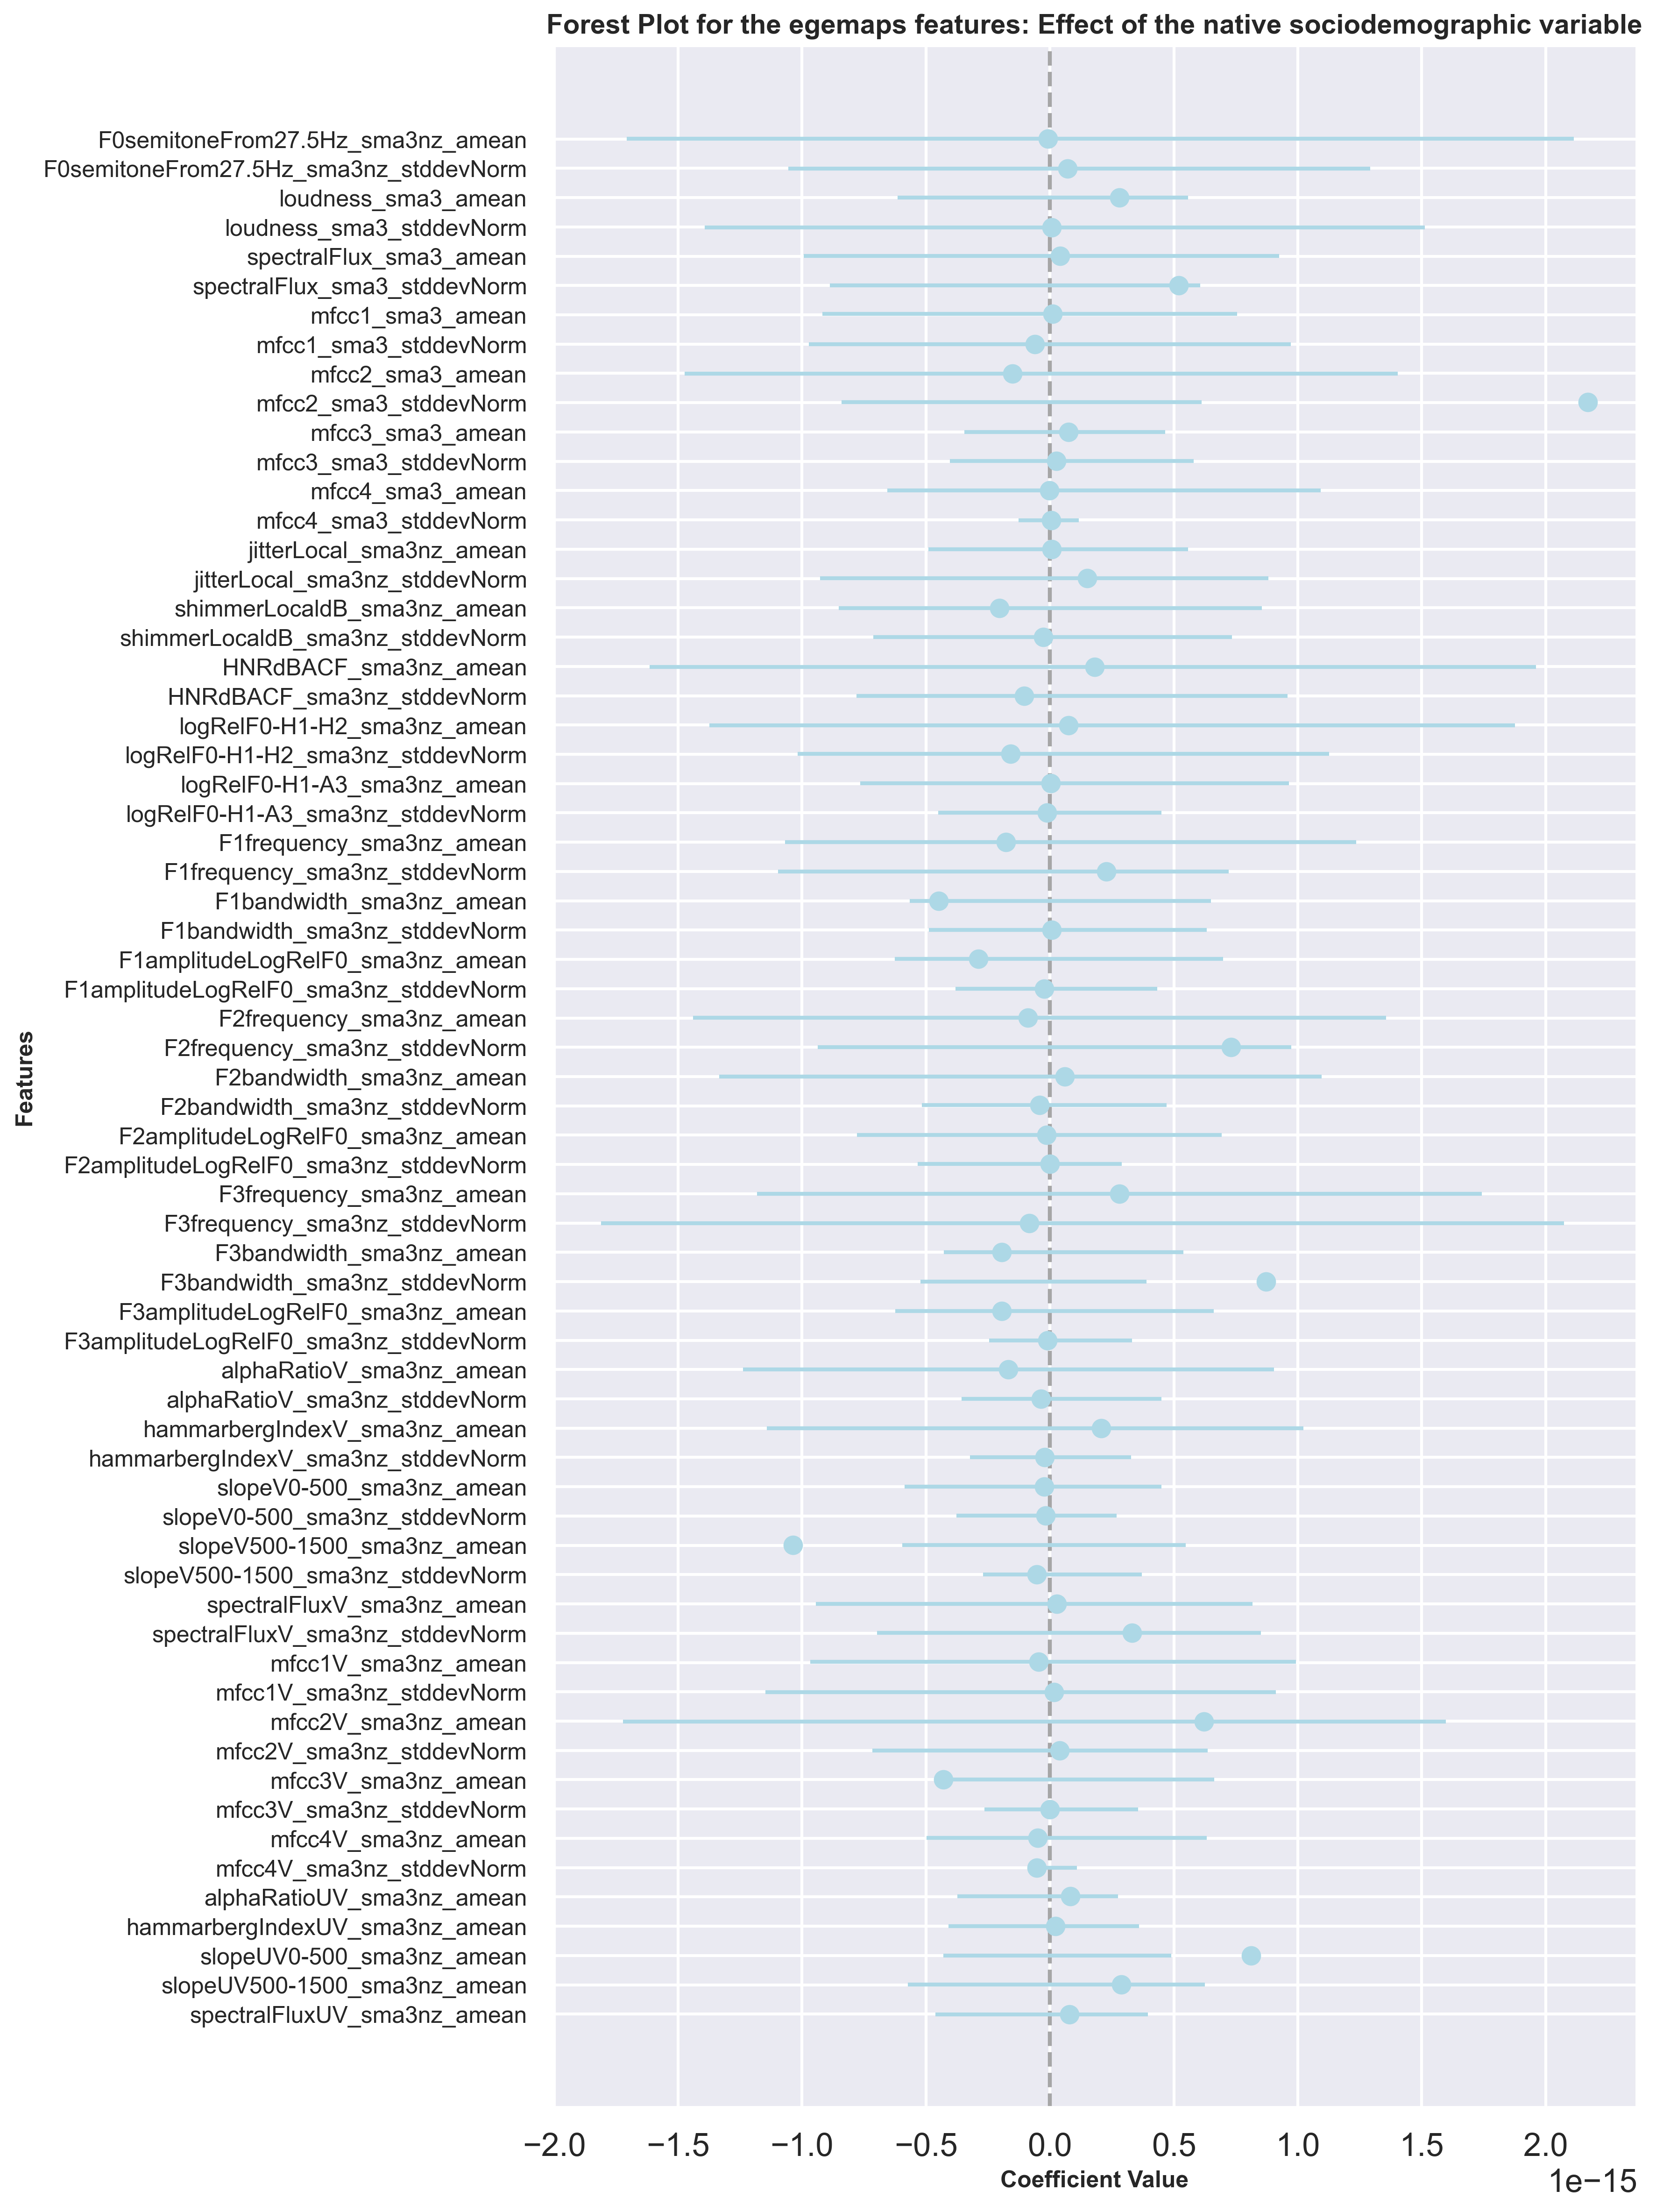 Forest Plot for the egemaps features: Effect of the native sociodemographic variable
F0semitoneFrom27.5Hz_sma3nz_amean
F0semitoneFrom27.5Hz_sma3nz_stddevNorm
loudness_sma3_amean
loudness_sma3_stddevNorm
spectralFlux_sma3_amean
spectralFlux_sma3_stddevNorm
mfcc1_sma3_amean
mfcc1_sma3_stddevNorm
mfcc2_sma3_amean
mfcc2_sma3_stddevNorm
mfcc3_sma3_amean
mfcc3_sma3_stddevNorm
mfcc4_sma3_amean
mfcc4_sma3_stddevNorm
jitterLocal_sma3nz_amean
jitterLocal_sma3nz_stddevNorm
shimmerLocaldB_sma3nz_amean
shimmerLocaldB_sma3nz_stddevNorm
HNRdBACF_sma3nz_amean
HNRdBACF_sma3nz_stddevNorm
logRelF0-H1-H2_sma3nz_amean
logRelF0-H1-H2_sma3nz_stddevNorm
logRelF0-H1-A3_sma3nz_amean
logRelF0-H1-A3_sma3nz_stddevNorm
F1frequency_sma3nz_amean
F1frequency_sma3nz_stddevNorm
F1bandwidth_sma3nz_amean
F1bandwidth_sma3nz_stddevNorm
F1amplitudeLogRelF0_sma3nz_amean
F1amplitudeLogRelF0_sma3nz_stddevNorm
F2frequency_sma3nz_amean
F2frequency_sma3nz_stddevNorm
F2bandwidth_sma3nz_amean
F2bandwidth_sma3nz_stddevNorm
F2amplitudeLogRelF0_sma3nz_amean
F2amplitudeLogRelF0_sma3nz_stddevNorm
F3frequency_sma3nz_amean
F3frequency_sma3nz_stddevNorm
F3bandwidth_sma3nz_amean
F3bandwidth_sma3nz_stddevNorm
F3amplitudeLogRelF0_sma3nz_amean
F3amplitudeLogRelF0_sma3nz_stddevNorm
alphaRatioV_sma3nz_amean
alphaRatioV_sma3nz_stddevNorm
hammarbergIndexV_sma3nz_amean
hammarbergIndexV_sma3nz_stddevNorm
slopeV0-500_sma3nz_amean
slopeV0-500_sma3nz_stddevNorm
slopeV500-1500_sma3nz_amean
slopeV500-1500_sma3nz_stddevNorm
spectralFluxV_sma3nz_amean
spectralFluxV_sma3nz_stddevNorm
mfcc1V_sma3nz_amean
mfcc1V_sma3nz_stddevNorm
mfcc2V_sma3nz_amean
mfcc2V_sma3nz_stddevNorm
mfcc3V_sma3nz_amean
mfcc3V_sma3nz_stddevNorm
mfcc4V_sma3nz_amean
mfcc4V_sma3nz_stddevNorm
alphaRatioUV_sma3nz_amean
hammarbergIndexUV_sma3nz_amean
slopeUV0-500_sma3nz_amean
slopeUV500-1500_sma3nz_amean
spectralFluxUV_sma3nz_amean
Features
−2.0 −1.5 −1.0 −0.5 0.0 0.5 1.0 1.5 2.0
Coefficient Value
1e−15